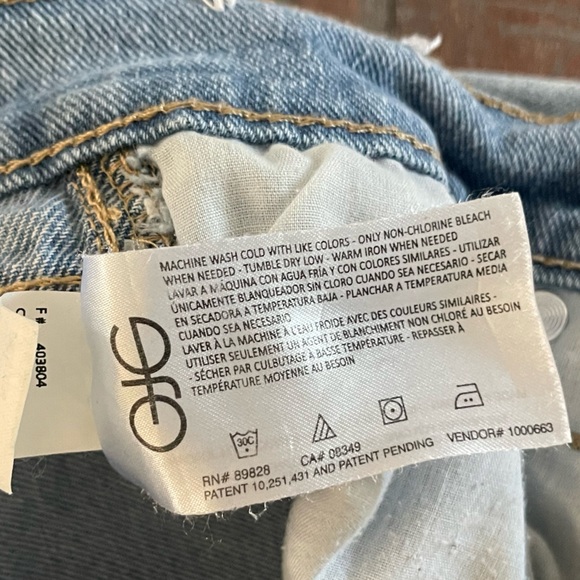 MACHINE WASH COLD WITH LIKE COLORS - ONLY NON-CHLORINE BLEACH
WHEN NEEDED - TUMBLE DRY LOW - WARM IRON WHEN NEEDED
LAVAR A MÁQUINA CON AGUA FRÍA Y CON COLORES SIMILARES - UTILIZAR
ÚNICAMENTE BLANQUEADOR SIN CLORO CUANDO SEA NECESARIO - SECAR
EN SECADORA A TEMPERATURA BAJA - PLANCHAR A TEMPERATURA MEDIA
CUANDO SEA NECESARIO
LAVER À LA MACHINE À L'EAU FROIDE AVEC DES COULEURS SIMILAIRES -
UTILISER SEULEMENT UN AGENT DE BLANCHIMENT NON CHLORÉ AU BESOIN
- SÉCHER PAR CULBUTAGE À BASSE TEMPÉRATURE - REPASSER À
TEMPÉRATURE MOYENNE AU BESOIN
30C
RN# 89828 CA# 08349 VENDOR# 1000663
PATENT 10,251,431 AND PATENT PENDING
F# 403804